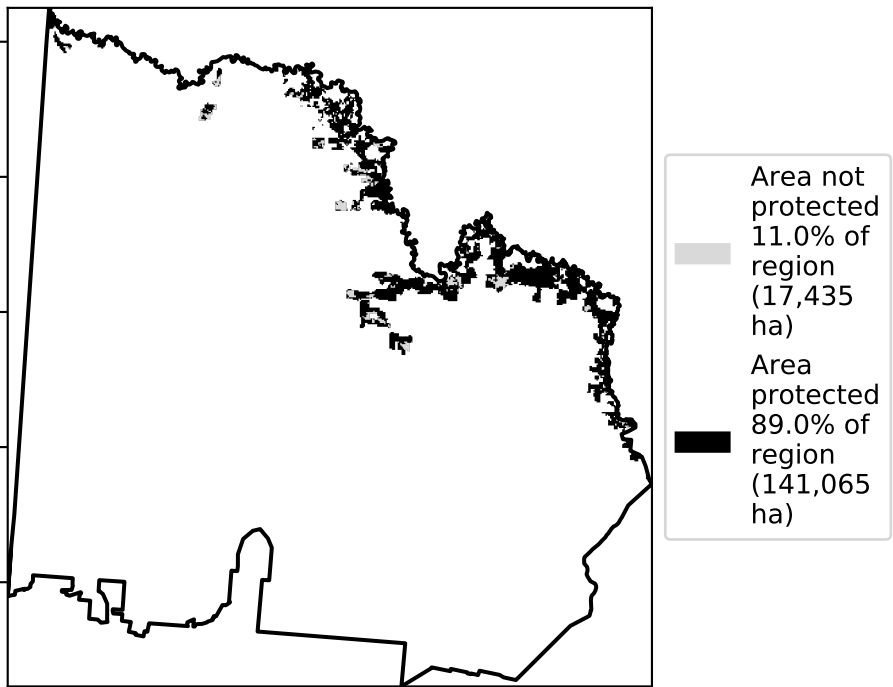 Area not
protected
11.0% of
region
(17,435
ha)
Area
protected
89.0% of
region
(141,065
ha)